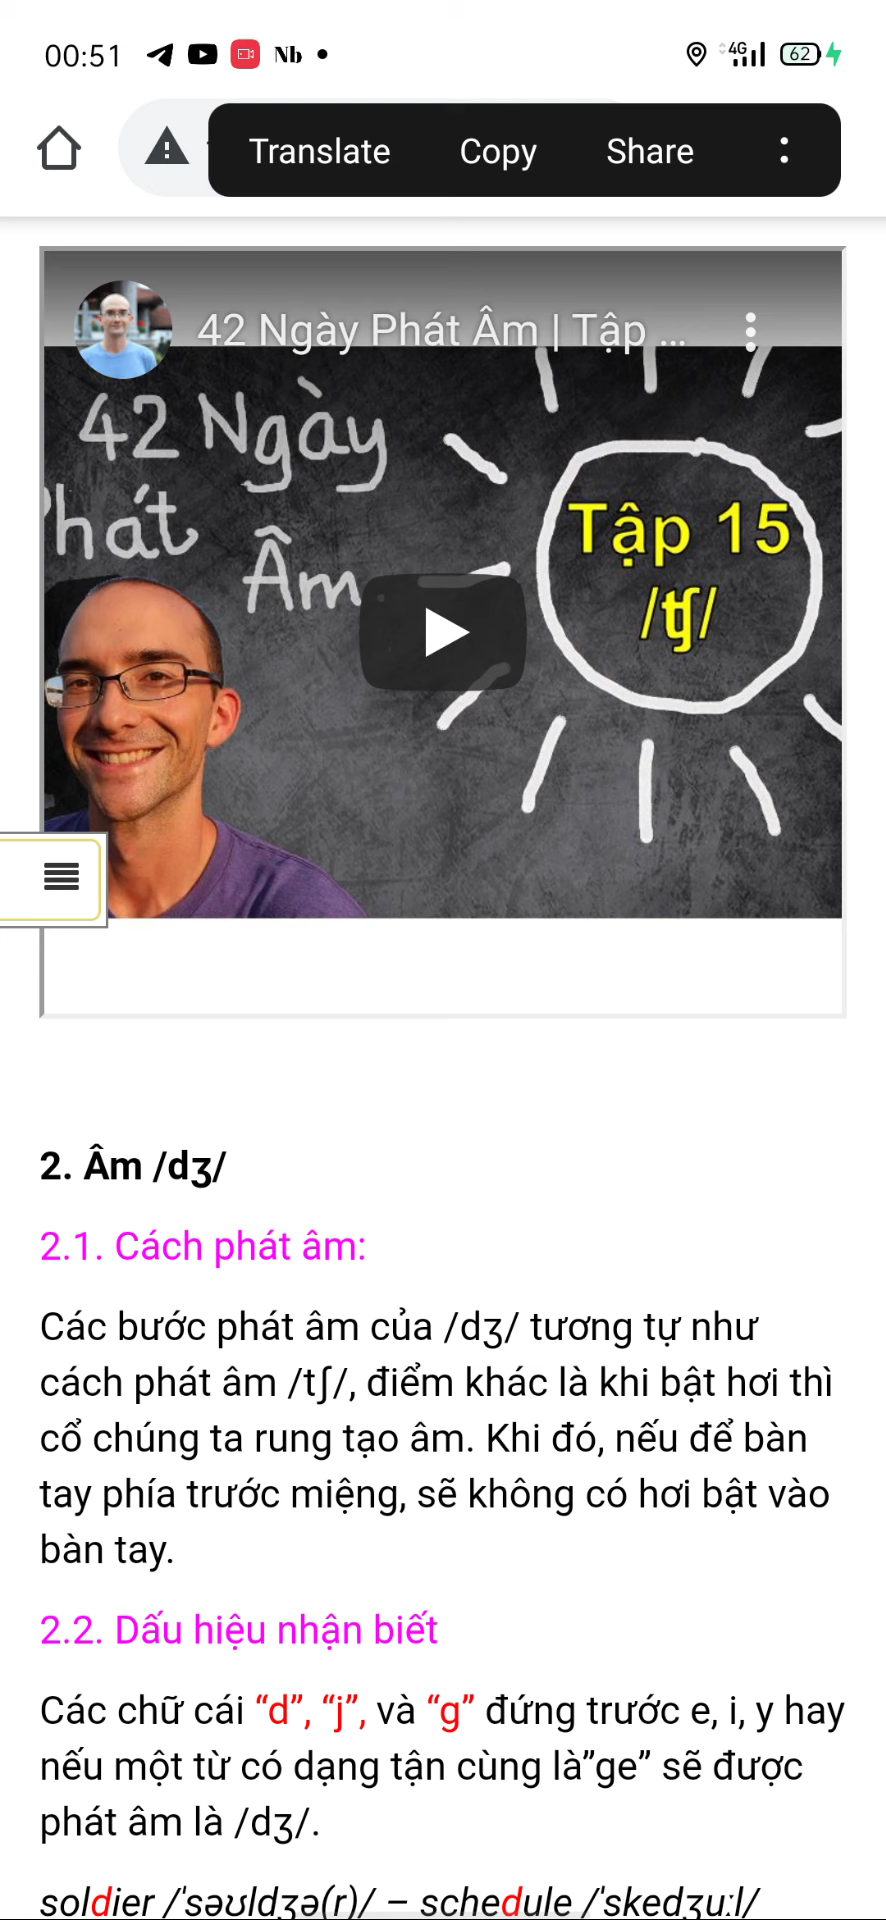 00:51 Nb 4G 62
Translate Copy Share
42 Ngày Phát Âm | Tập ...
42 Ngày
Phát
Âm
Tập 15
/ʧ/
2. Âm /dʒ/
2.1. Cách phát âm:
Các bước phát âm của /dʒ/ tương tự như
cách phát âm /tʃ/, điểm khác là khi bật hơi thì
cổ chúng ta rung tạo âm. Khi đó, nếu để bàn
tay phía trước miệng, sẽ không có hơi bật vào
bàn tay.
2.2. Dấu hiệu nhận biết
Các chữ cái “d”, “j”, và “g” đứng trước e, i, y hay
nếu một từ có dạng tận cùng là”ge” sẽ được
phát âm là /dʒ/.
soldier /'səʊldʒə(r)/ – schedule /'skedʒuːl/